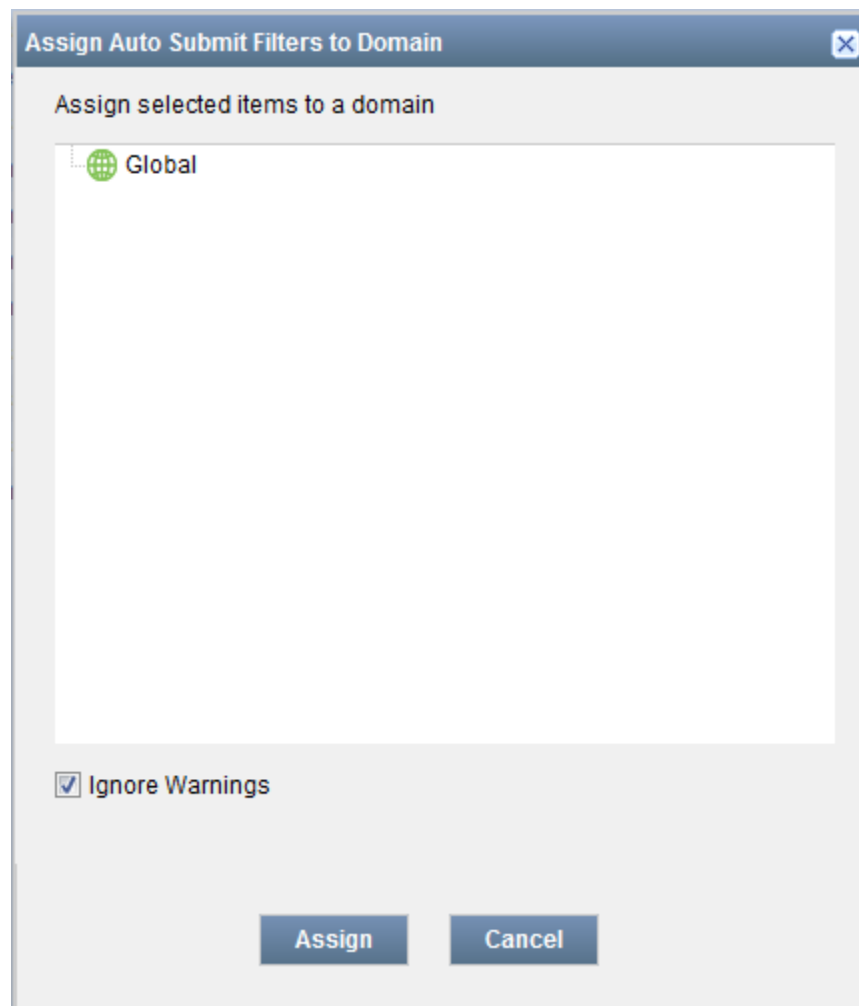 Assign Auto Submit Filters to Domain
Assign selected items to a domain
Global
Ignore Warnings
Assign
Cancel